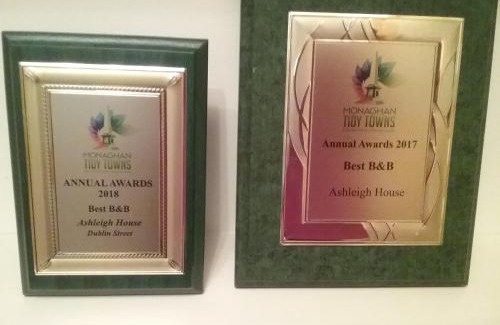 MONAGHAN
TIDY TOWNS
ANNUAL AWARDS
2018
Best B&B
Ashleigh House
Dublin Street
MONAGHAN
TIDY TOWNS
Annual Awards 2017
Best B&B
Ashleigh House